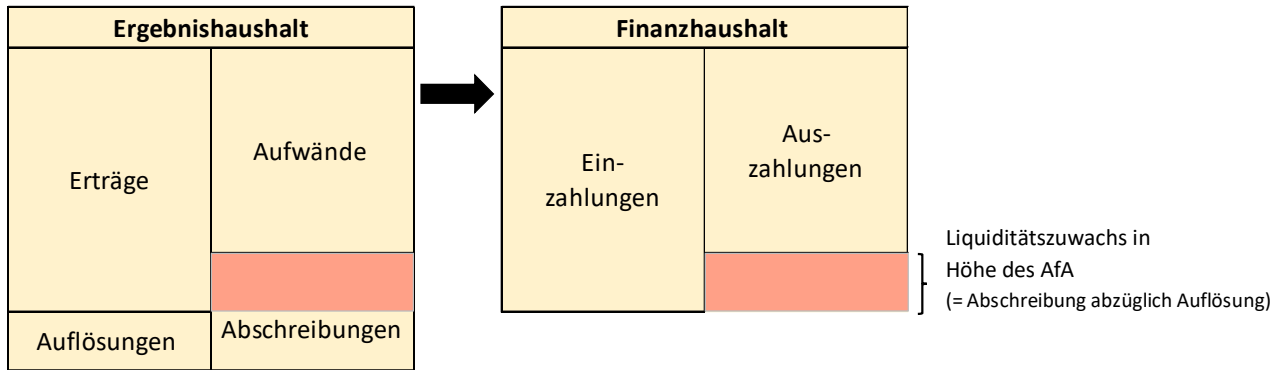 Ergebnishaushalt
Erträge
Aufwände
Auflösungen
Abschreibungen
Finanzhaushalt
Ein-
zahlungen
Aus-
zahlungen
Liquiditätszuwachs in
Höhe des AfA
(= Abschreibung abzüglich Auflösung)